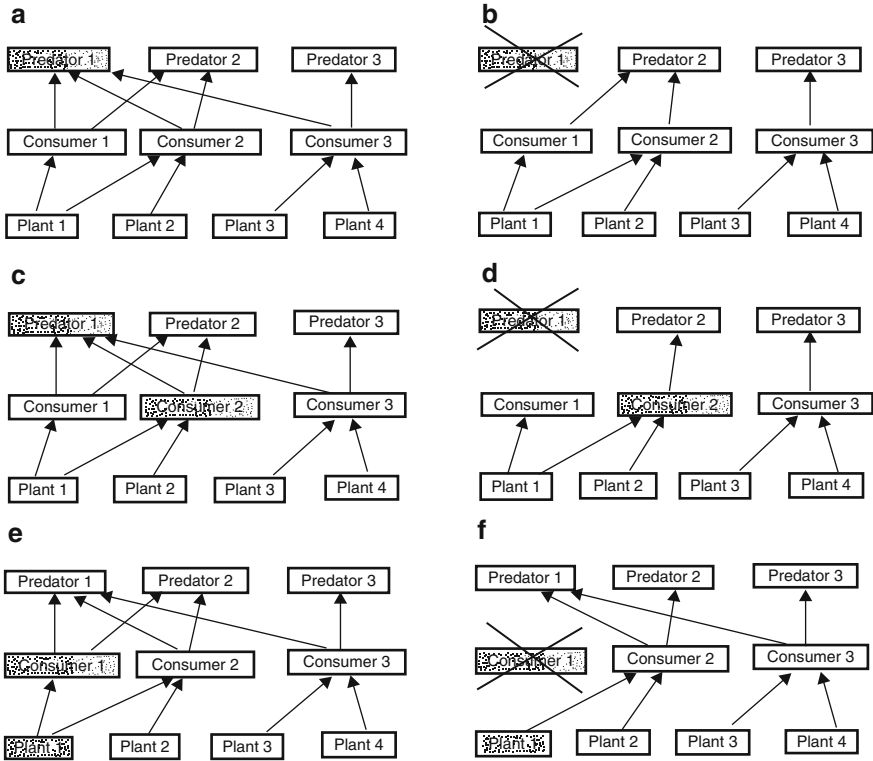 a
Predator 1 Predator 2 Predator 3
Consumer 1 Consumer 2 Consumer 3
Plant 1 Plant 2 Plant 3 Plant 4
b
Predator 1 Predator 2 Predator 3
Consumer 1 Consumer 2 Consumer 3
Plant 1 Plant 2 Plant 3 Plant 4
c
Predator 1 Predator 2 Predator 3
Consumer 1 Consumer 2 Consumer 3
Plant 1 Plant 2 Plant 3 Plant 4
d
Predator 1 Predator 2 Predator 3
Consumer 1 Consumer 2 Consumer 3
Plant 1 Plant 2 Plant 3 Plant 4
e
Predator 1 Predator 2 Predator 3
Consumer 1 Consumer 2 Consumer 3
Plant 1 Plant 2 Plant 3 Plant 4
f
Predator 1 Predator 2 Predator 3
Consumer 1 Consumer 2 Consumer 3
Plant 1 Plant 2 Plant 3 Plant 4